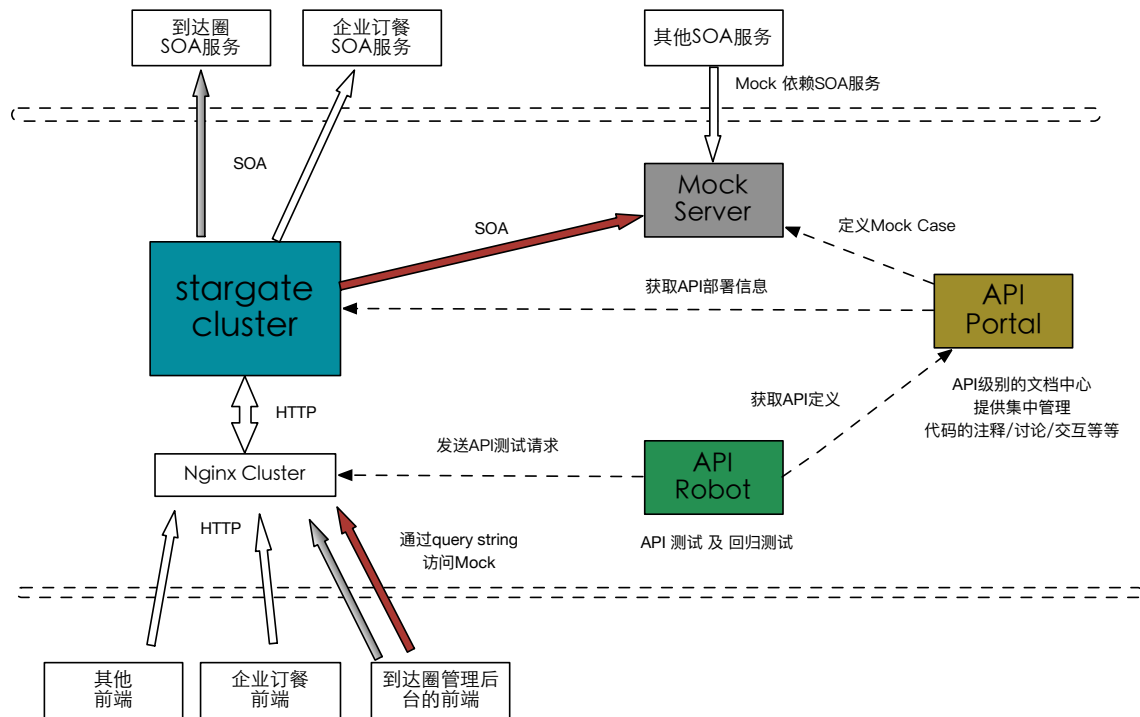 到达圈
SOA服务
企业订餐
SOA服务
其他SOA服务
Mock 依赖SOA服务
SOA
Mock
Server
SOA
定义Mock Case
stargate
cluster
获取API部署信息
API
Portal
HTTP
获取API定义
API级别的文档中心
提供集中管理
代码的注释/讨论/交互等等
发送API测试请求
Nginx Cluster
API
Robot
HTTP
通过query string
访问Mock
API 测试 及 回归测试
其他
前端
企业订餐
前端
到达圈管理后
台的前端